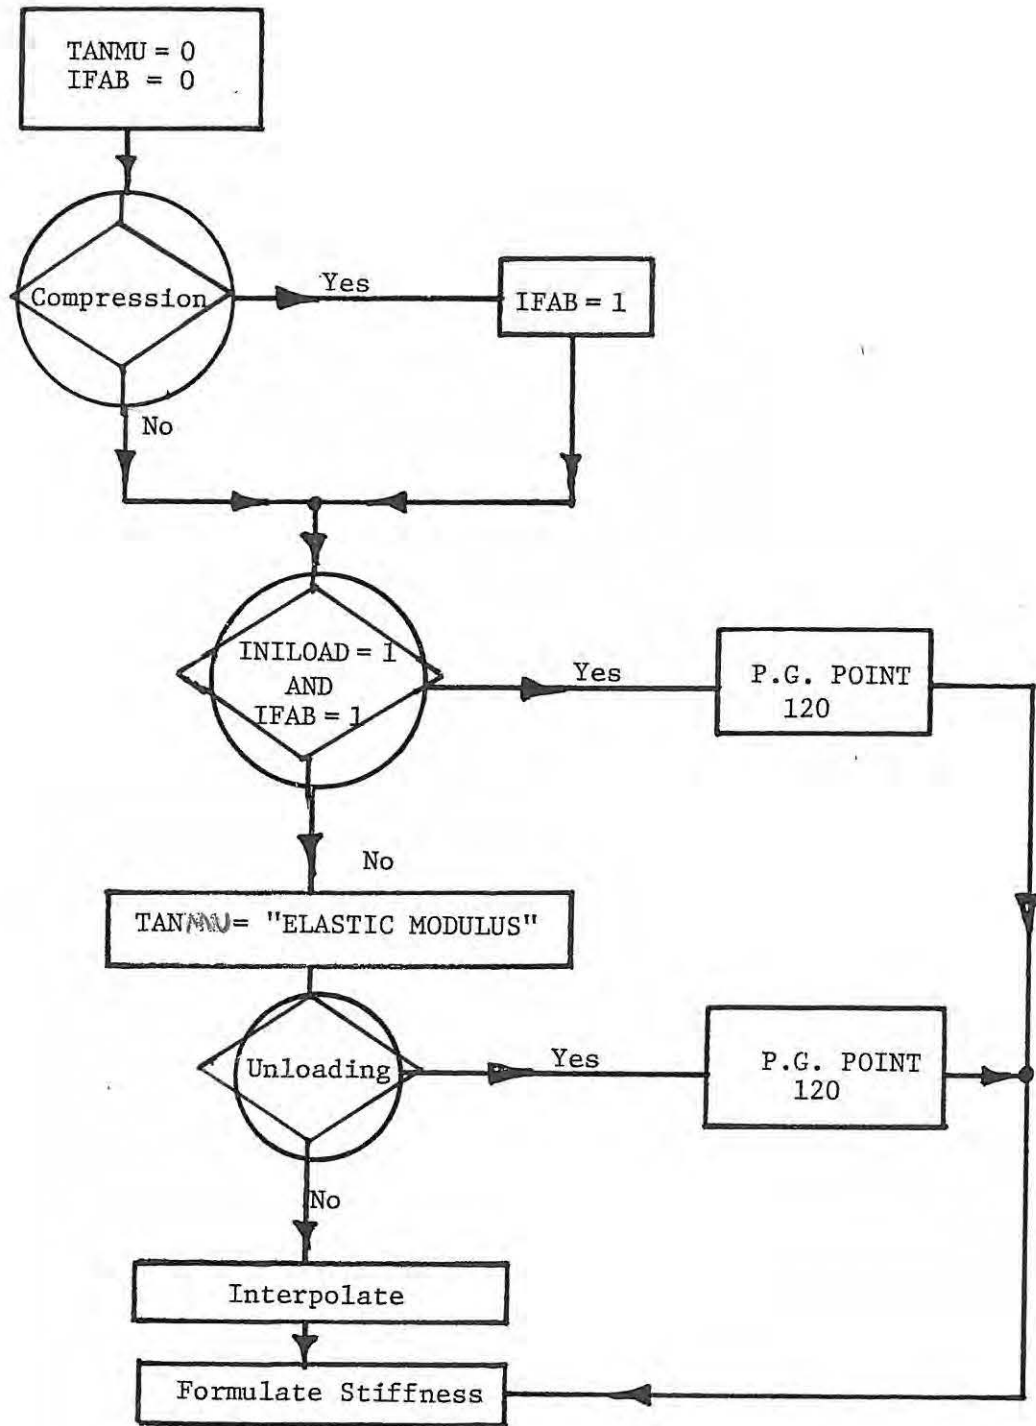 TANMU = 0
IFAB = 0
Compression
Yes
IFAB = 1
No
INILOAD = 1
AND
IFAB = 1
Yes
P.G. POINT
120
No
TANMU = "ELASTIC MODULUS"
Unloading
Yes
P.G. POINT
120
No
Interpolate
Formulate Stiffness